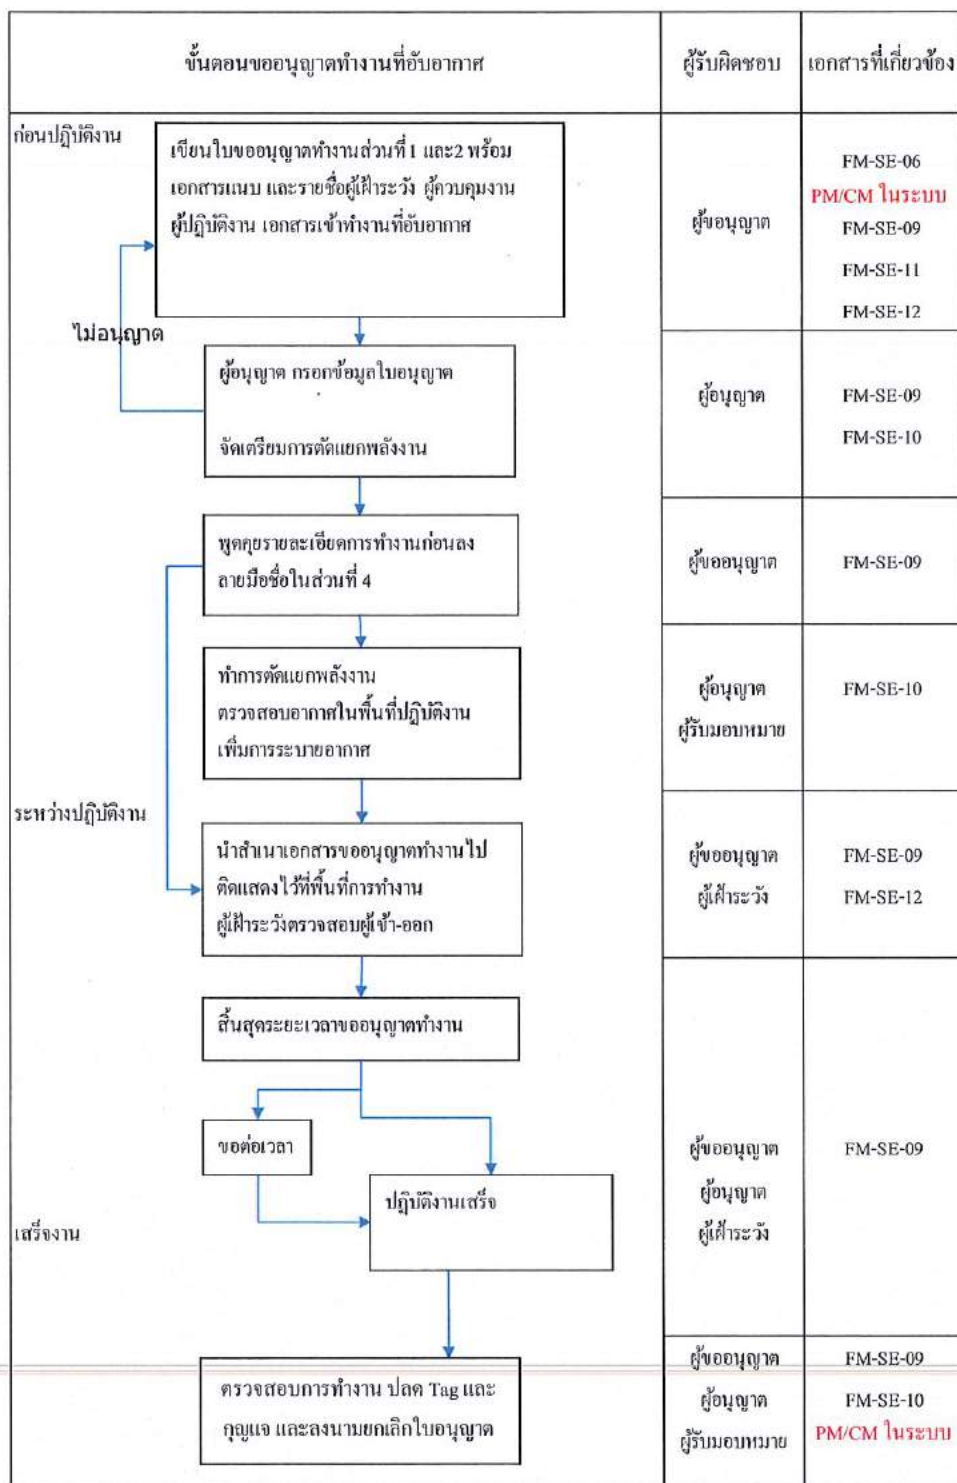 ขั้นตอนขออนุญาตทำงานที่อับอากาศ
ผู้รับผิดชอบ
เอกสารที่เกี่ยวข้อง
ก่อนปฏิบัติงาน
เขียนใบขออนุญาตทำงานส่วนที่ 1 และ2 พร้อม
เอกสารแนบ และรายชื่อผู้เฝ้าระวัง ผู้ควบคุมงาน
ผู้ปฏิบัติงาน เอกสารเข้าทำงานที่อับอากาศ
ผู้ขอนุญาต
FM-SE-06
PM/CM ในระบบ
FM-SE-09
FM-SE-11
FM-SE-12
ไม่อนุญาต
ผู้อนุญาต กรอกข้อมูลใบอนุญาต
จัดเตรียมการตัดแยกพลังงาน
ผู้อนุญาต
FM-SE-09
FM-SE-10
พูดคุยรายละเอียดการทำงานก่อนลง
ลายมือชื่อในส่วนที่ 4
ผู้ขออนุญาต
FM-SE-09
ทำการตัดแยกพลังงาน
ตรวจสอบอากาศในพื้นที่ปฏิบัติงาน
เพิ่มการระบายอากาศ
ผู้อนุญาต
ผู้รับมอบหมาย
FM-SE-10
ระหว่างปฏิบัติงาน
นำสำเนาเอกสารขออนุญาตทำงานไป
ติดแสดงไว้ที่พื้นที่การทำงาน
ผู้เฝ้าระวังตรวจสอบผู้เข้า-ออก
ผู้ขออนุญาต
ผู้เฝ้าระวัง
FM-SE-09
FM-SE-12
สิ้นสุดระยะเวลาขออนุญาตทำงาน
ขอต่อเวลา
ปฏิบัติงานเสร็จ
ผู้ขออนุญาต
ผู้อนุญาต
ผู้เฝ้าระวัง
FM-SE-09
เสร็จงาน
ตรวจสอบการทำงาน ปลด Tag และ
กุญแจ และลงนามยกเลิกใบอนุญาต
ผู้ขออนุญาต
ผู้อนุญาต
ผู้รับมอบหมาย
FM-SE-09
FM-SE-10
PM/CM ในระบบ